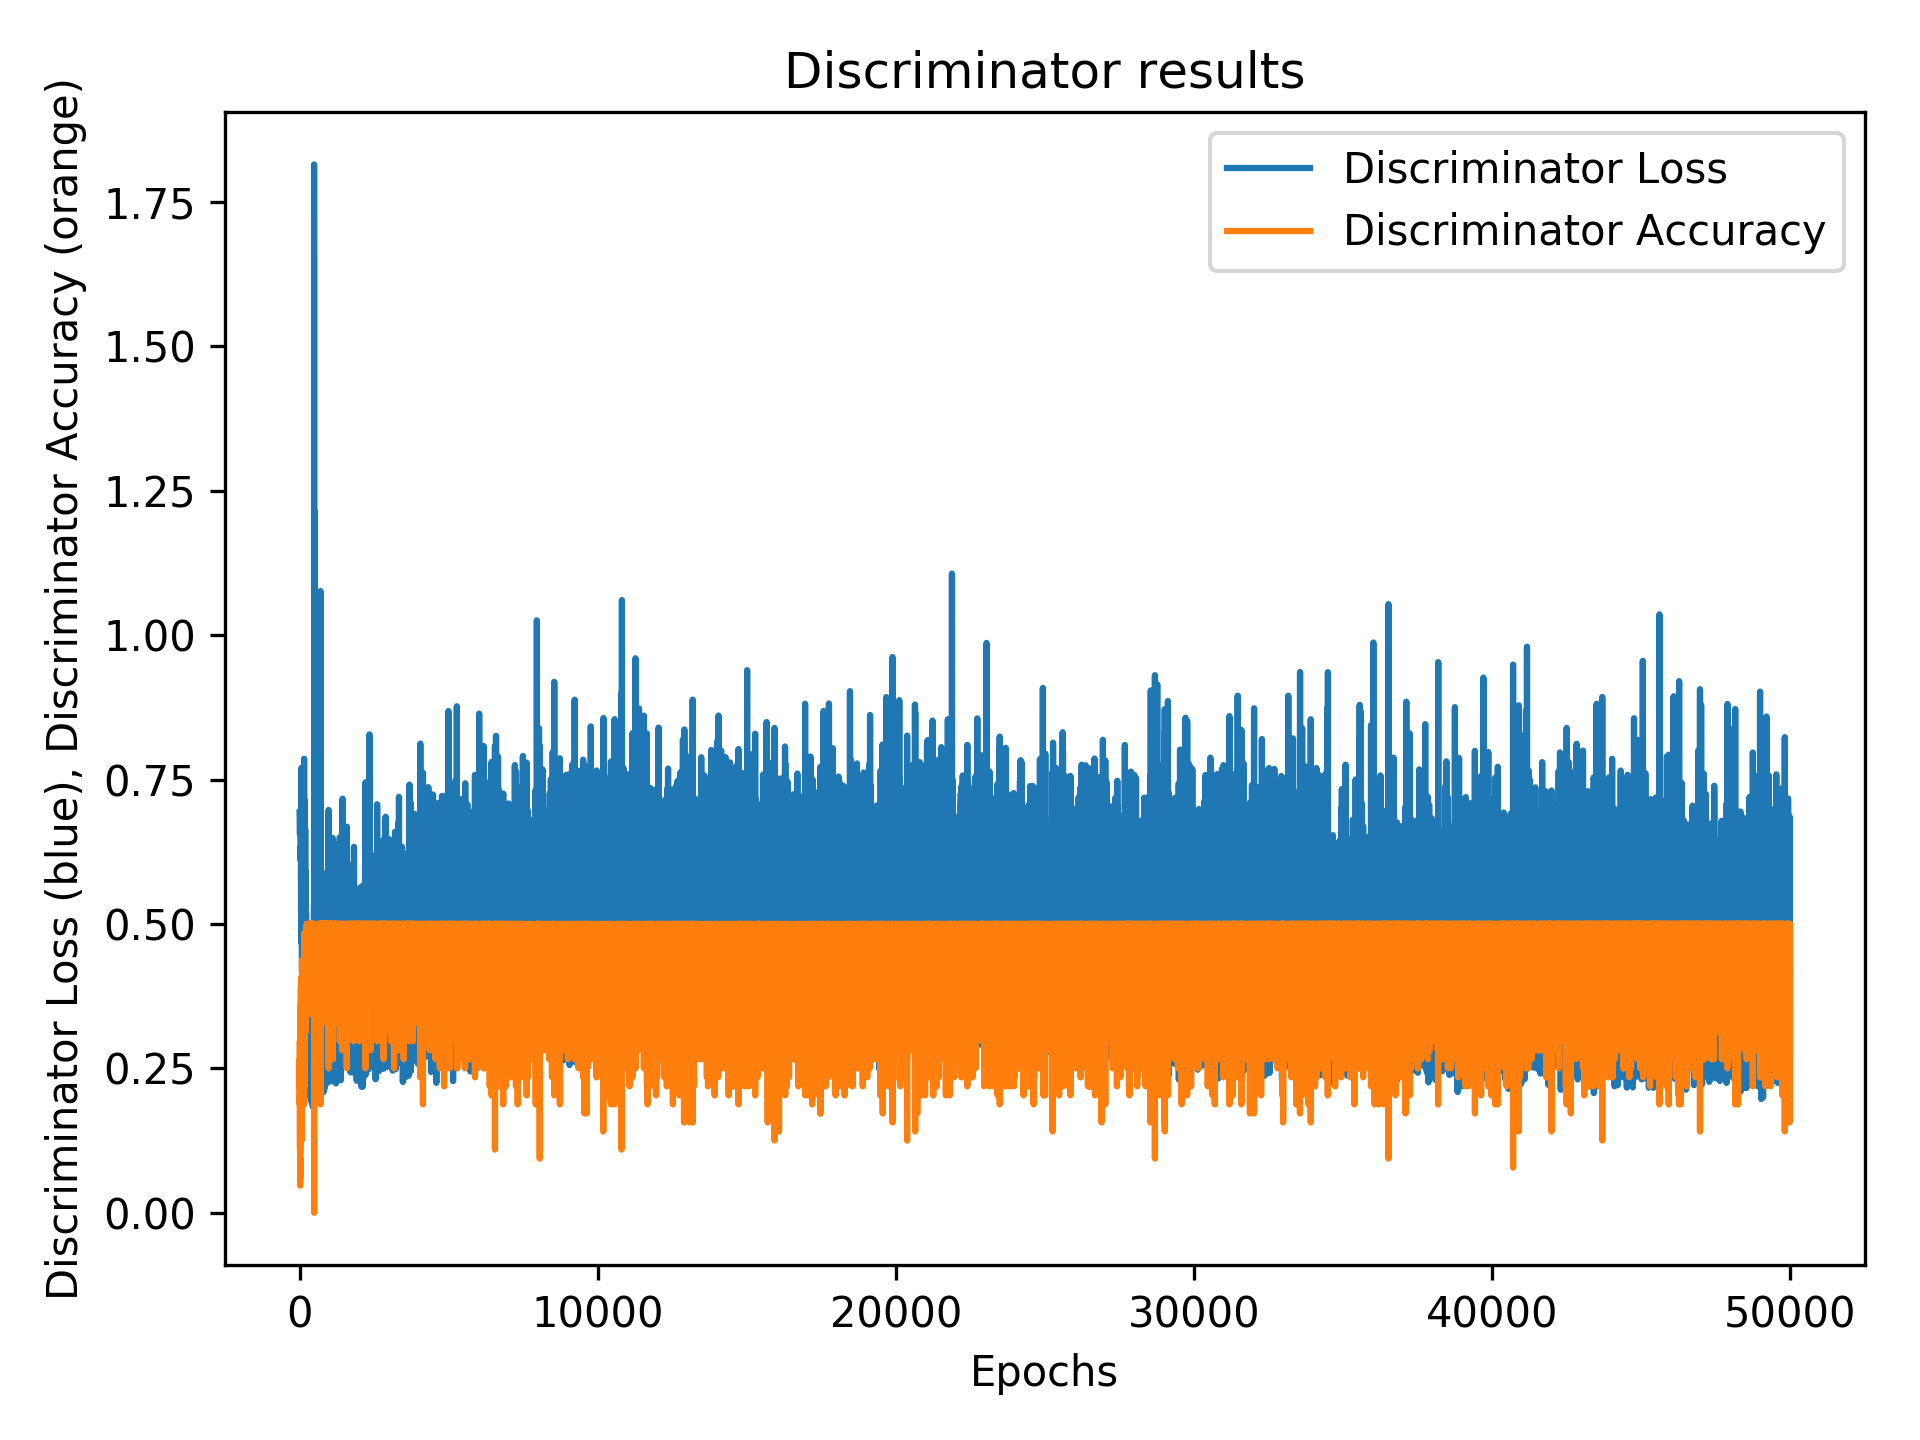 Discriminator results
Discriminator Loss (blue), Discriminator Accuracy (orange)
1.75
1.50
1.25
1.00
0.75
0.50
0.25
0.00
Discriminator Loss
Discriminator Accuracy
0 10000 20000 30000 40000 50000
Epochs